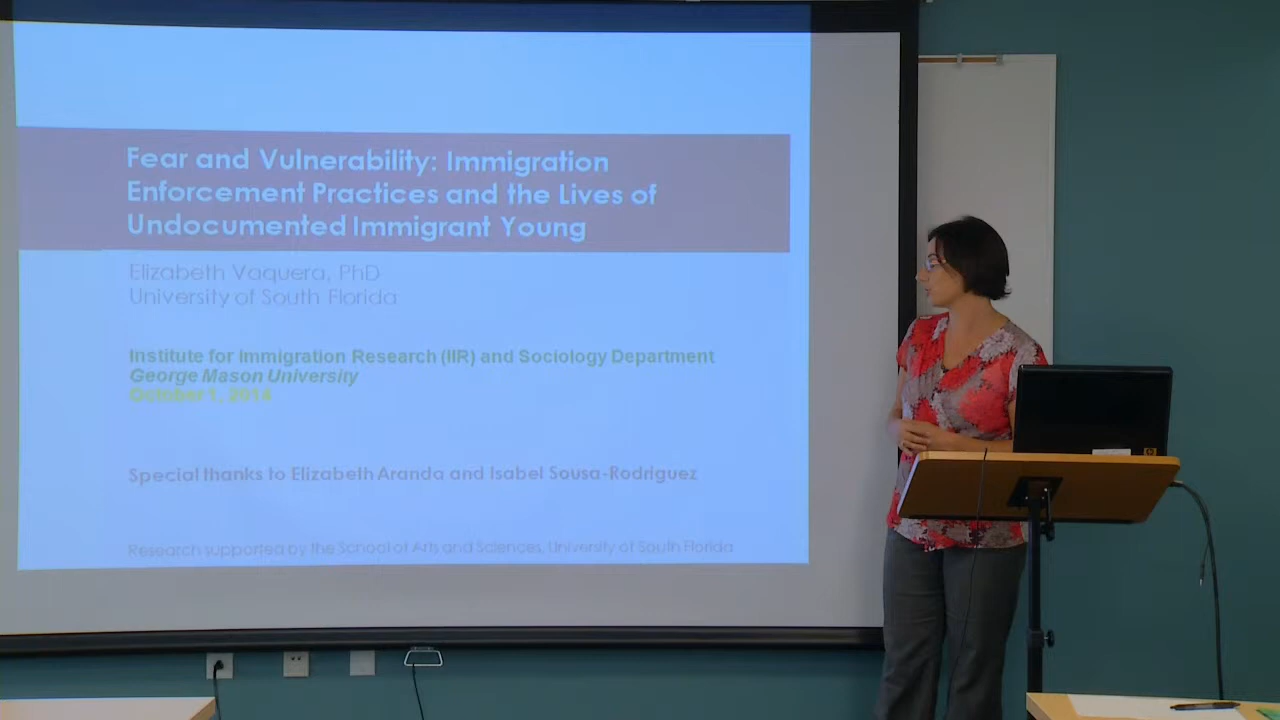 Fear and Vulnerability: Immigration
Enforcement Practices and the Lives of
Undocumented Immigrant Young
Elizabeth Vaquera, PhD
University of South Florida
Institute for Immigration Research (IIR) and Sociology Department
George Mason University
October 1, 2014
Special thanks to Elizabeth Aranda and Isabel Sousa-Rodriguez
Research supported by the School of Arts and Sciences, University of South Florida